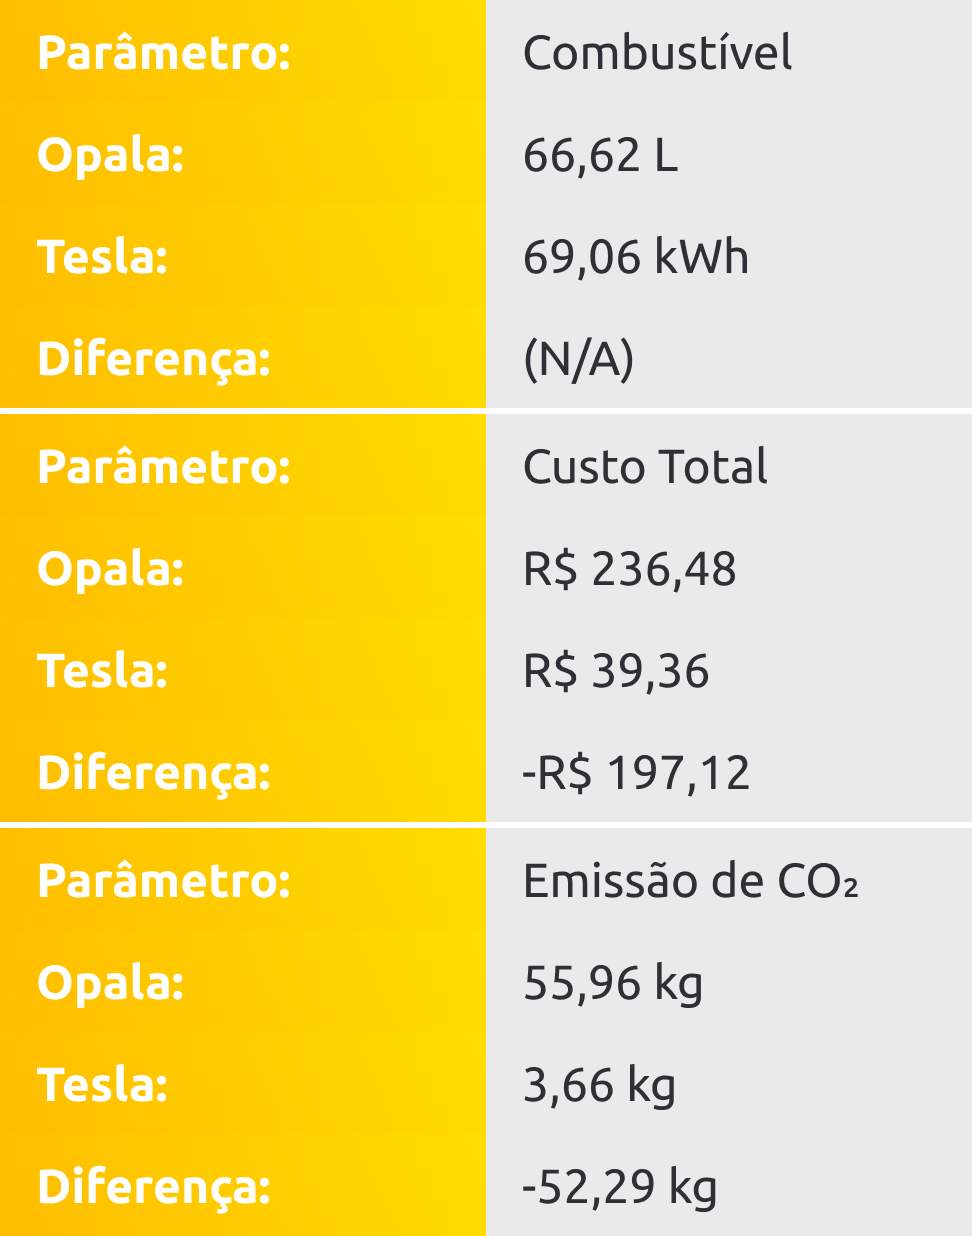 Parâmetro: Combustível
Opala: 66,62 L
Tesla: 69,06 kWh
Diferença: (N/A)
Parâmetro: Custo Total
Opala: R$ 236,48
Tesla: R$ 39,36
Diferença: -R$ 197,12
Parâmetro: Emissão de CO₂
Opala: 55,96 kg
Tesla: 3,66 kg
Diferença: -52,29 kg